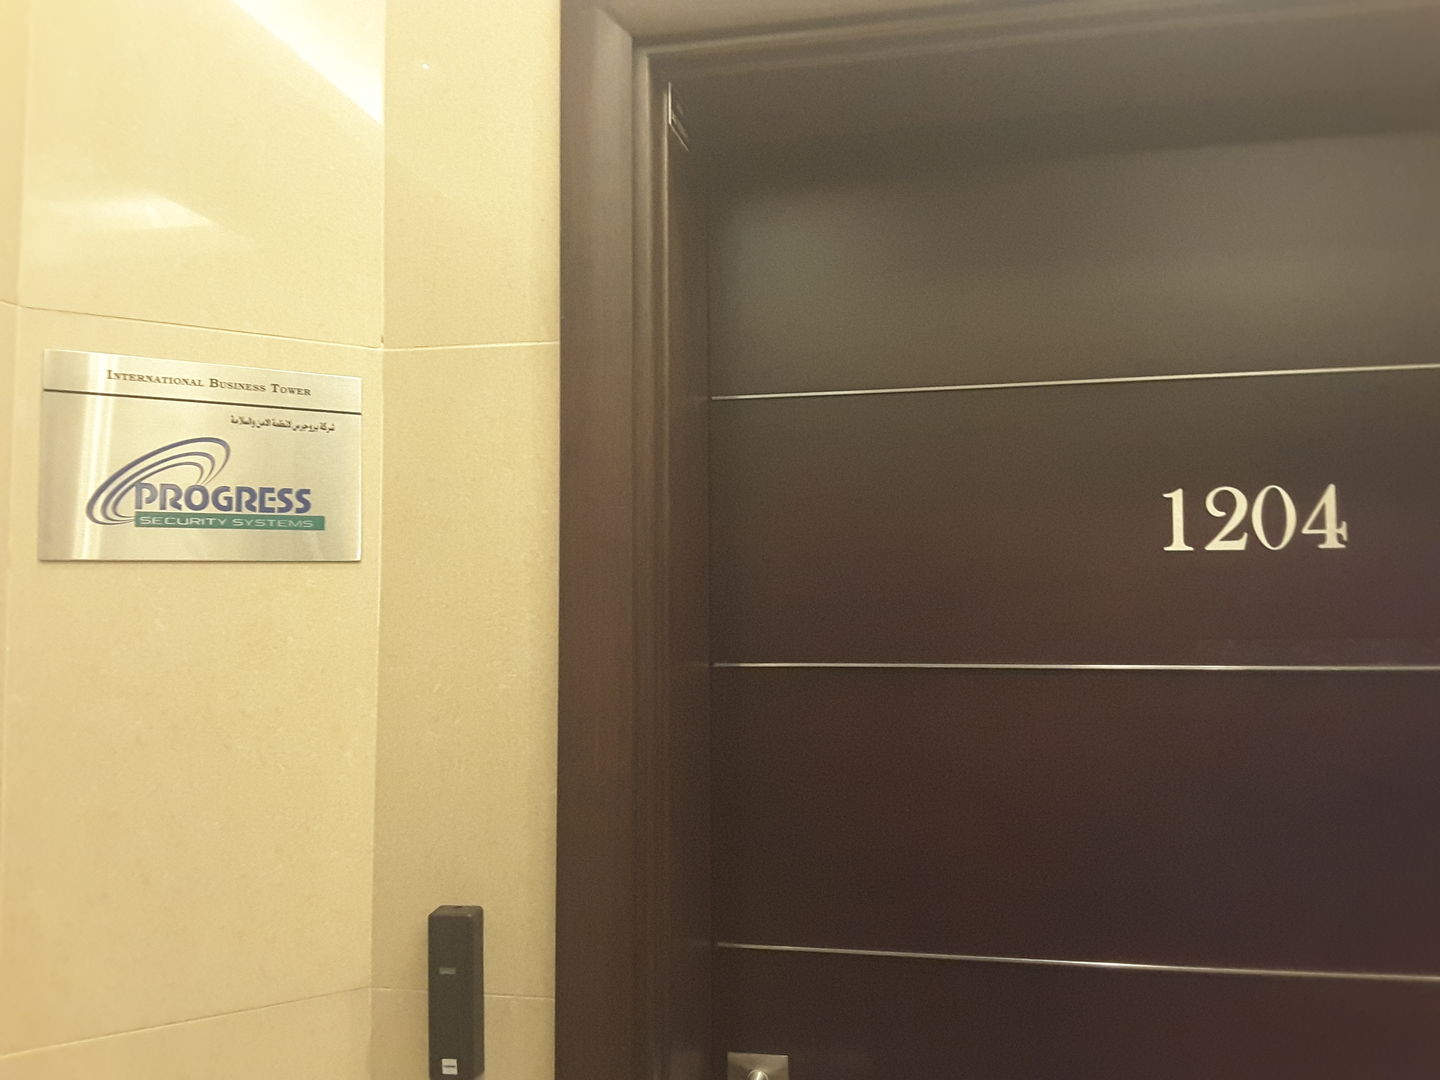 INTERNATIONAL BUSINESS TOWER
شركة بروجرس لانظمة الامن والسلامة
PROGRESS
SECURITY SYSTEMS
1204